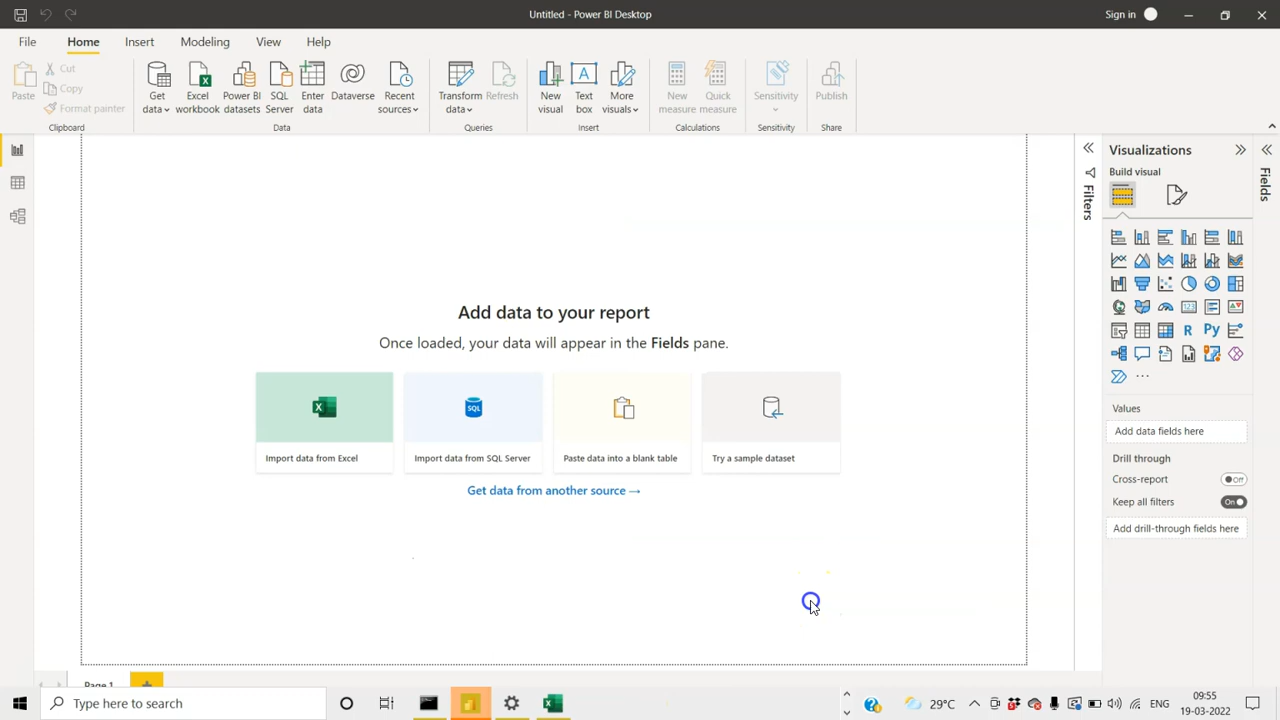 Untitled - Power BI Desktop
Sign in
File Home Insert Modeling View Help
Paste
Cut
Copy
Format painter
Clipboard
Get data
Excel workbook
Power BI datasets
SQL Server
Enter data
Dataverse
Recent sources
Data
Transform data
Refresh
Queries
New visual
Text box
More visuals
Insert
New measure
Quick measure
Calculations
Sensitivity
Sensitivity
Publish
Share
Filters
Visualizations
Build visual
Fields
Add data to your report
Once loaded, your data will appear in the Fields pane.
SQL
Import data from Excel
Import data from SQL Server
Paste data into a blank table
Try a sample dataset
Get data from another source →
123
R
Py
Values
Add data fields here
Drill through
Cross-report
Off
Keep all filters
On
Add drill-through fields here
Page 1
Type here to search
29°C
ENG
09:55
19-03-2022